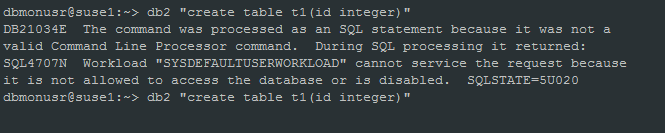 dbmonusr@suse1:~> db2 "create table t1(id integer)"
DB21034E  The command was processed as an SQL statement because it was not a
valid Command Line Processor command.  During SQL processing it returned:
SQL4707N  Workload "SYSDEFAULTUSERWORKLOAD" cannot service the request because
it is not allowed to access the database or is disabled.  SQLSTATE=5U020
dbmonusr@suse1:~> db2 "create table t1(id integer)"